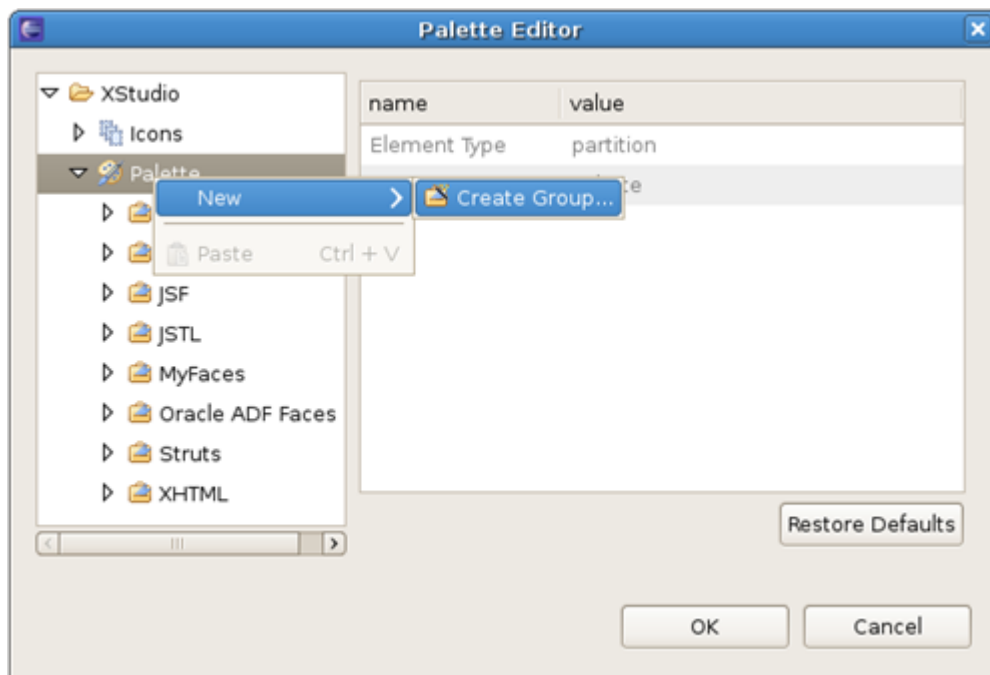 Palette Editor
XStudio
Icons
Palette
New
Create Group...
Paste Ctrl + V
JSF
JSTL
MyFaces
Oracle ADF Faces
Struts
XHTML
name value
Element Type partition
Restore Defaults
OK Cancel